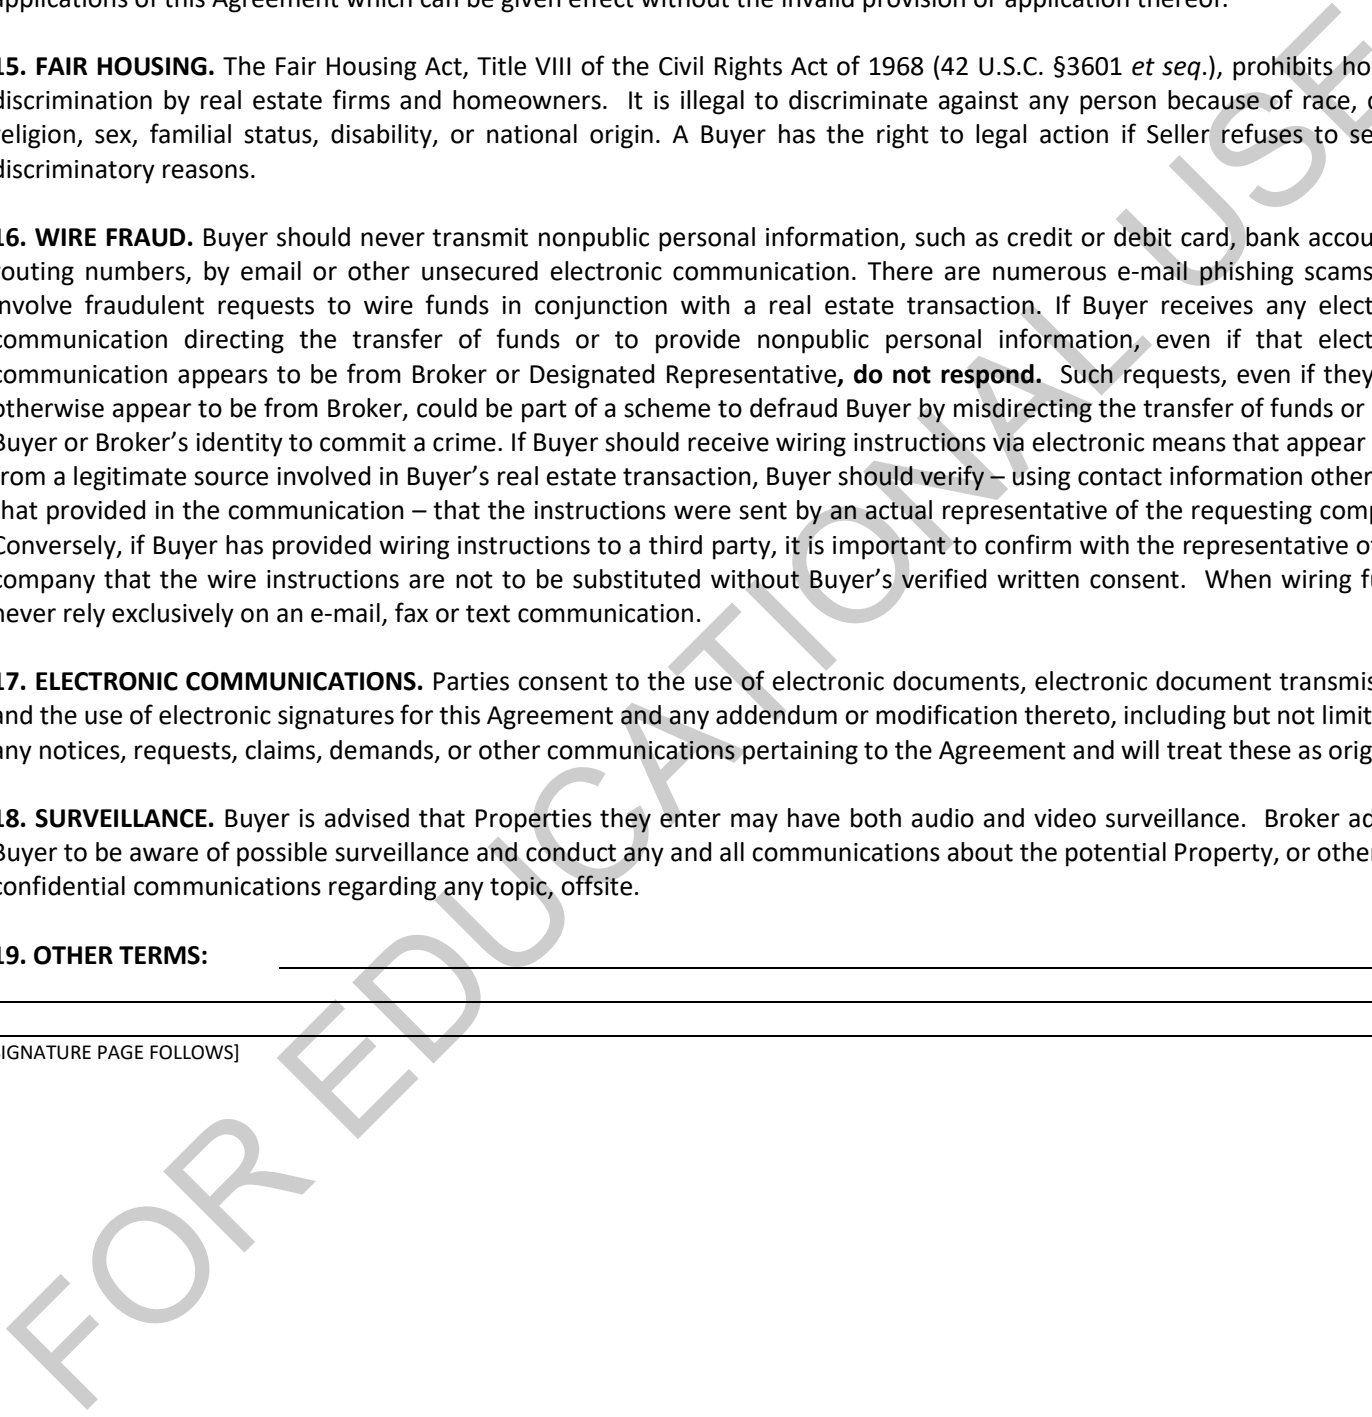 applications of this Agreement which can be given effect without the invalid provision or application thereof.
15. FAIR HOUSING. The Fair Housing Act, Title VIII of the Civil Rights Act of 1968 (42 U.S.C. §3601 et seq.), prohibits ho
discrimination by real estate firms and homeowners. It is illegal to discriminate against any person because of race,
religion, sex, familial status, disability, or national origin. A Buyer has the right to legal action if Seller refuses to se
discriminatory reasons.
16. WIRE FRAUD. Buyer should never transmit nonpublic personal information, such as credit or debit card, bank accou
routing numbers, by email or other unsecured electronic communication. There are numerous e-mail phishing scams
involve fraudulent requests to wire funds in conjunction with a real estate transaction. If Buyer receives any elect
communication directing the transfer of funds or to provide nonpublic personal information, even if that elect
communication appears to be from Broker or Designated Representative, do not respond. Such requests, even if they
otherwise appear to be from Broker, could be part of a scheme to defraud Buyer by misdirecting the transfer of funds or
Buyer or Broker’s identity to commit a crime. If Buyer should receive wiring instructions via electronic means that appear
from a legitimate source involved in Buyer’s real estate transaction, Buyer should verify – using contact information other
that provided in the communication – that the instructions were sent by an actual representative of the requesting comp
Conversely, if Buyer has provided wiring instructions to a third party, it is important to confirm with the representative of
company that the wire instructions are not to be substituted without Buyer’s verified written consent. When wiring fu
never rely exclusively on an e-mail, fax or text communication.
17. ELECTRONIC COMMUNICATIONS. Parties consent to the use of electronic documents, electronic document transmis
and the use of electronic signatures for this Agreement and any addendum or modification thereto, including but not limit
any notices, requests, claims, demands, or other communications pertaining to the Agreement and will treat these as orig
18. SURVEILLANCE. Buyer is advised that Properties they enter may have both audio and video surveillance. Broker ad
Buyer to be aware of possible surveillance and conduct any and all communications about the potential Property, or other
confidential communications regarding any topic, offsite.
19. OTHER TERMS:
SIGNATURE PAGE FOLLOWS]
FOR EDUCATIONAL USE